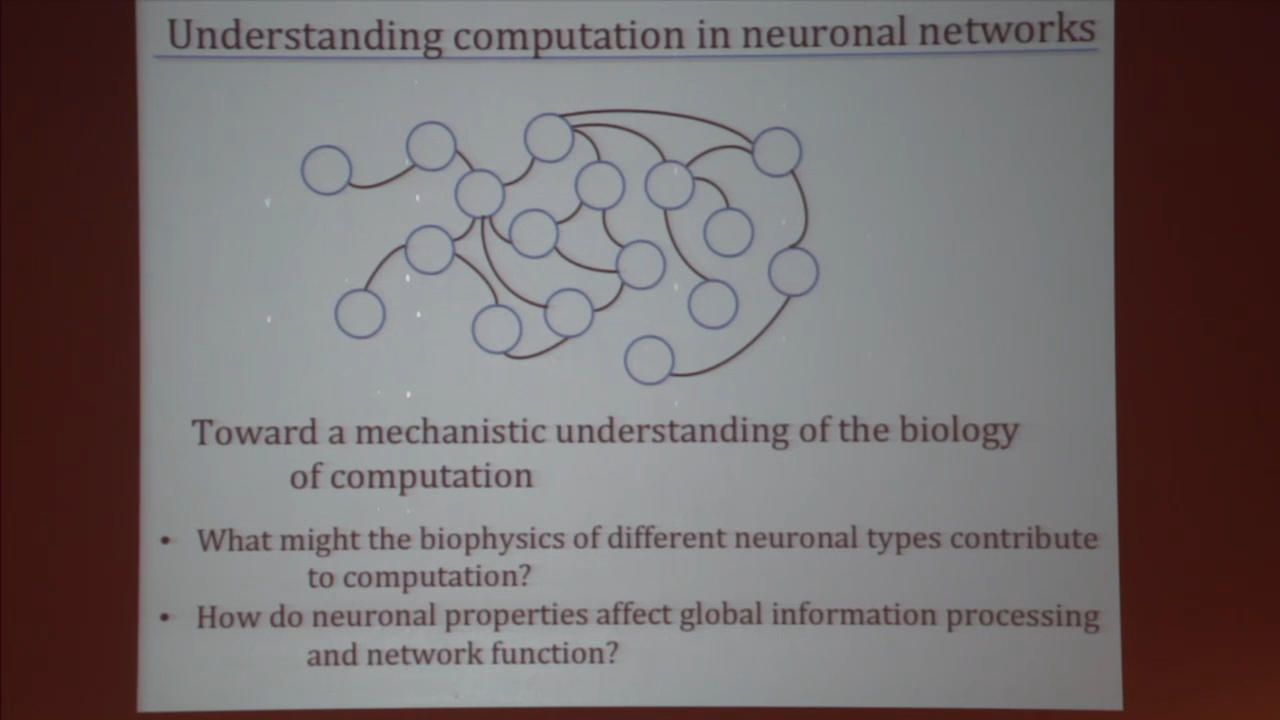 Understanding computation in neuronal networks
Toward a mechanistic understanding of the biology
of computation
• What might the biophysics of different neuronal types contribute
to computation?
• How do neuronal properties affect global information processing
and network function?